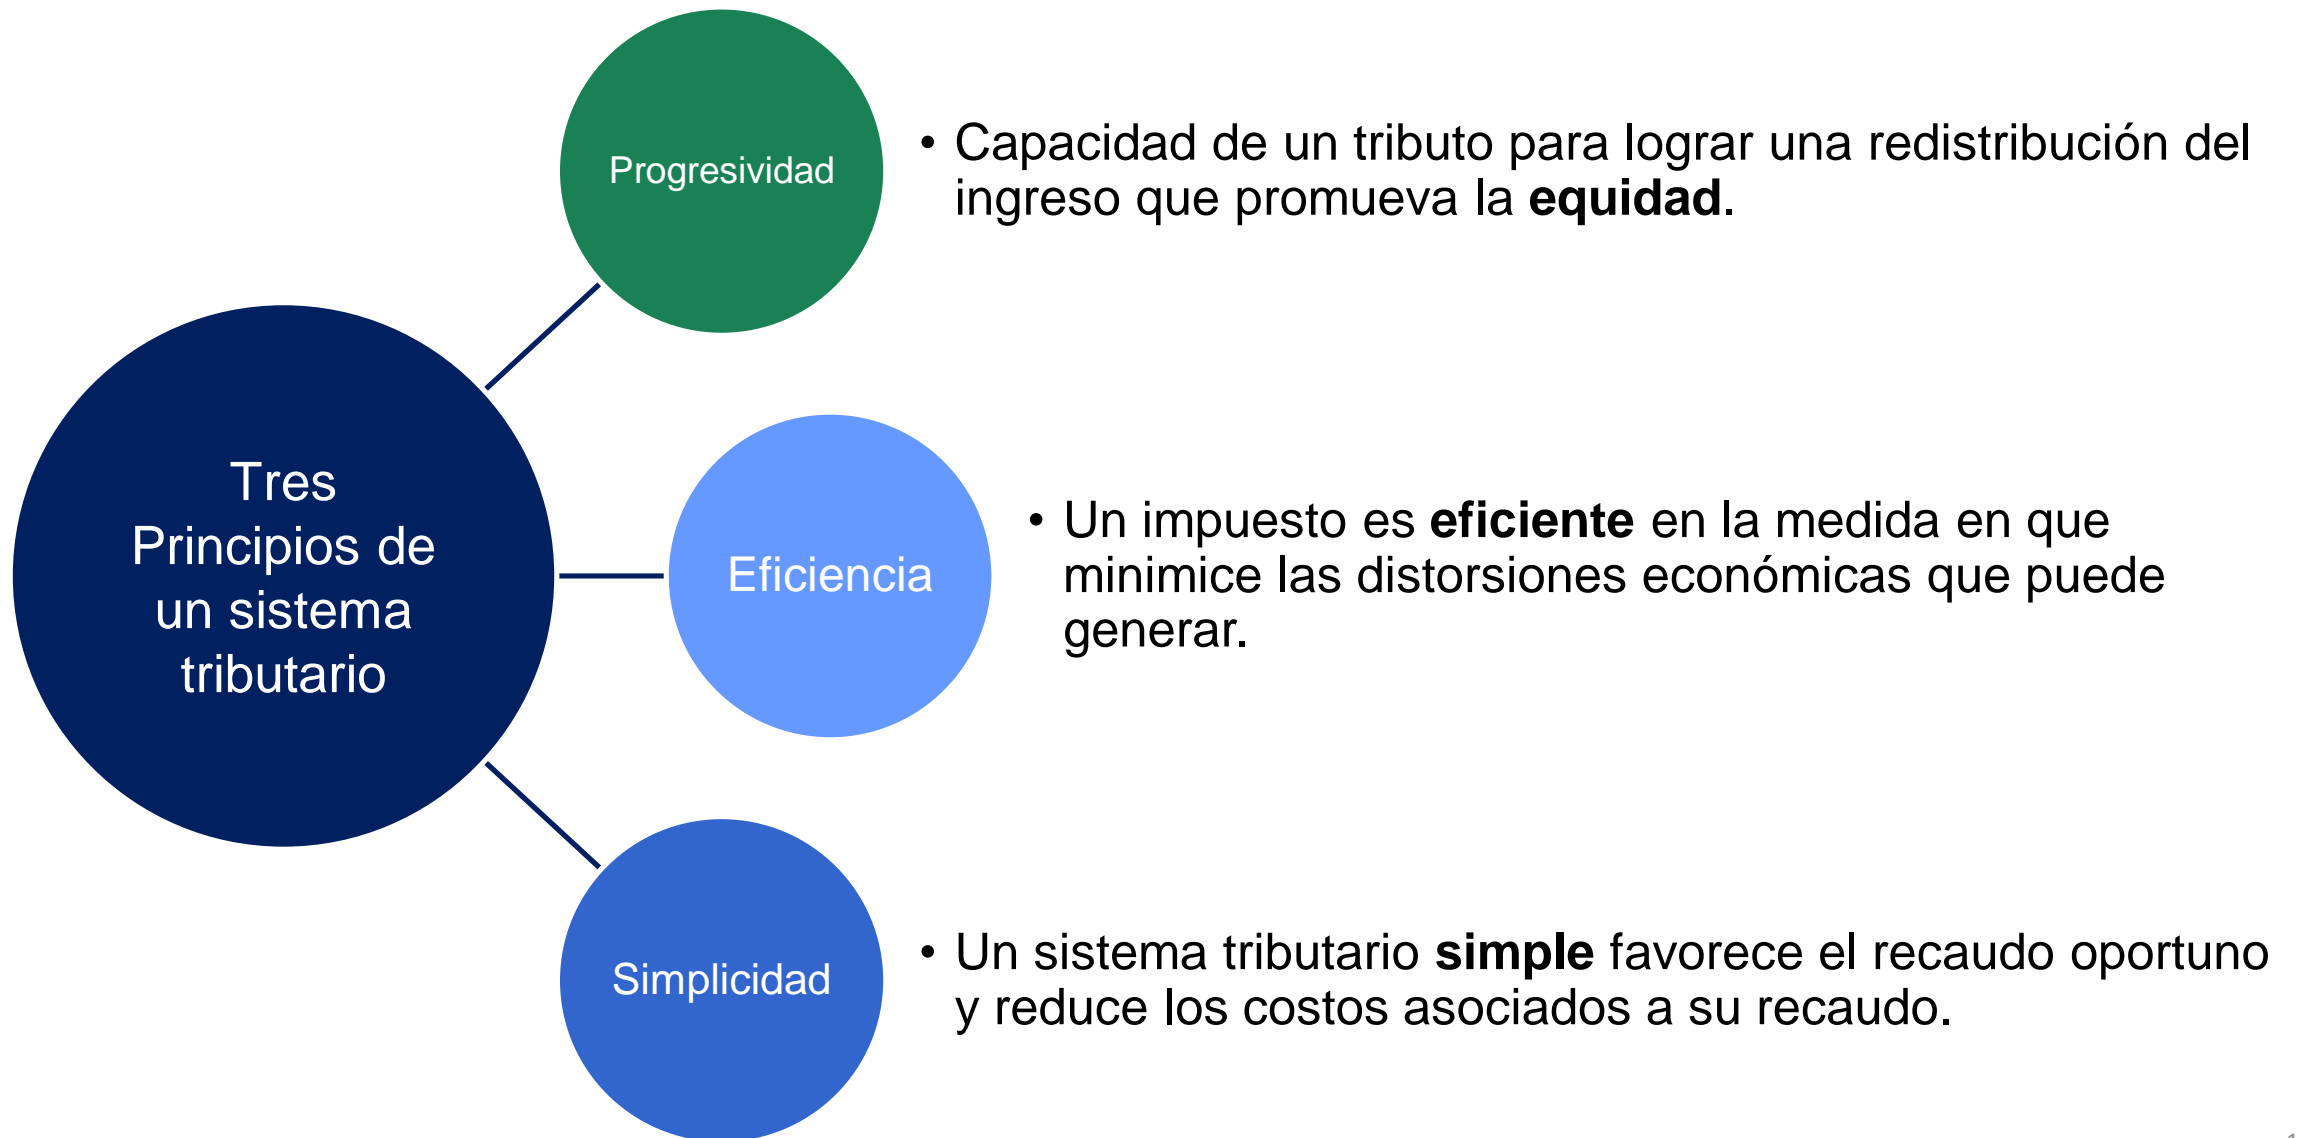 Progresividad
• Capacidad de un tributo para lograr una redistribución del
ingreso que promueva la equidad.
Tres
Principios de
un sistema
tributario
Eficiencia
• Un impuesto es eficiente en la medida en que
minimice las distorsiones económicas que puede
generar.
Simplicidad
• Un sistema tributario simple favorece el recaudo oportuno
y reduce los costos asociados a su recaudo.